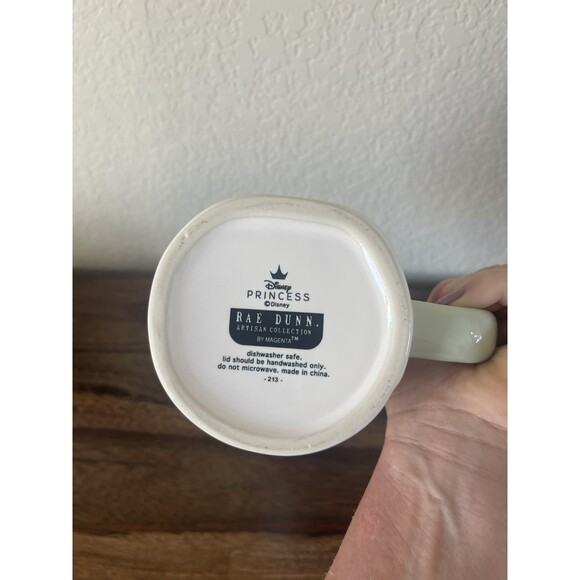 Disney
PRINCESS
©Disney
RAE DUNN.
ARTISAN COLLECTION
BY MAGENTA™
dishwasher safe.
lid should be handwashed only.
do not microwave. made in china.
- 213 -